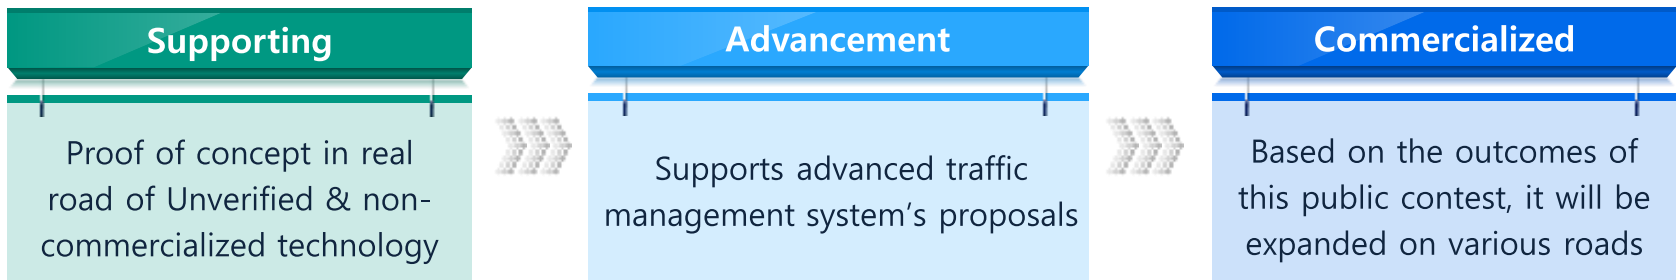 Supporting
Proof of concept in real
road of Unverified & non-
commercialized technology
Advancement
Supports advanced traffic
management system's proposals
Commercialized
Based on the outcomes of
this public contest, it will be
expanded on various roads